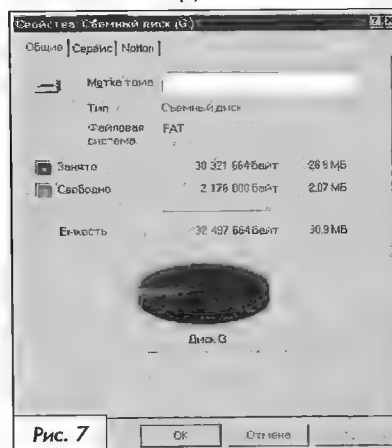 Свойства: Съемный диск (G:)
Общие Сервис Norton
Метка тома
Тип Съемный диск
Файловая система FAT
Занято 30 321 664 байт 28.9 МБ
Свободно 2 176 000 байт 2.07 МБ
Емкость 32 497 664 байт 30.9 МБ
Диск G
Рис. 7
OK Отмена